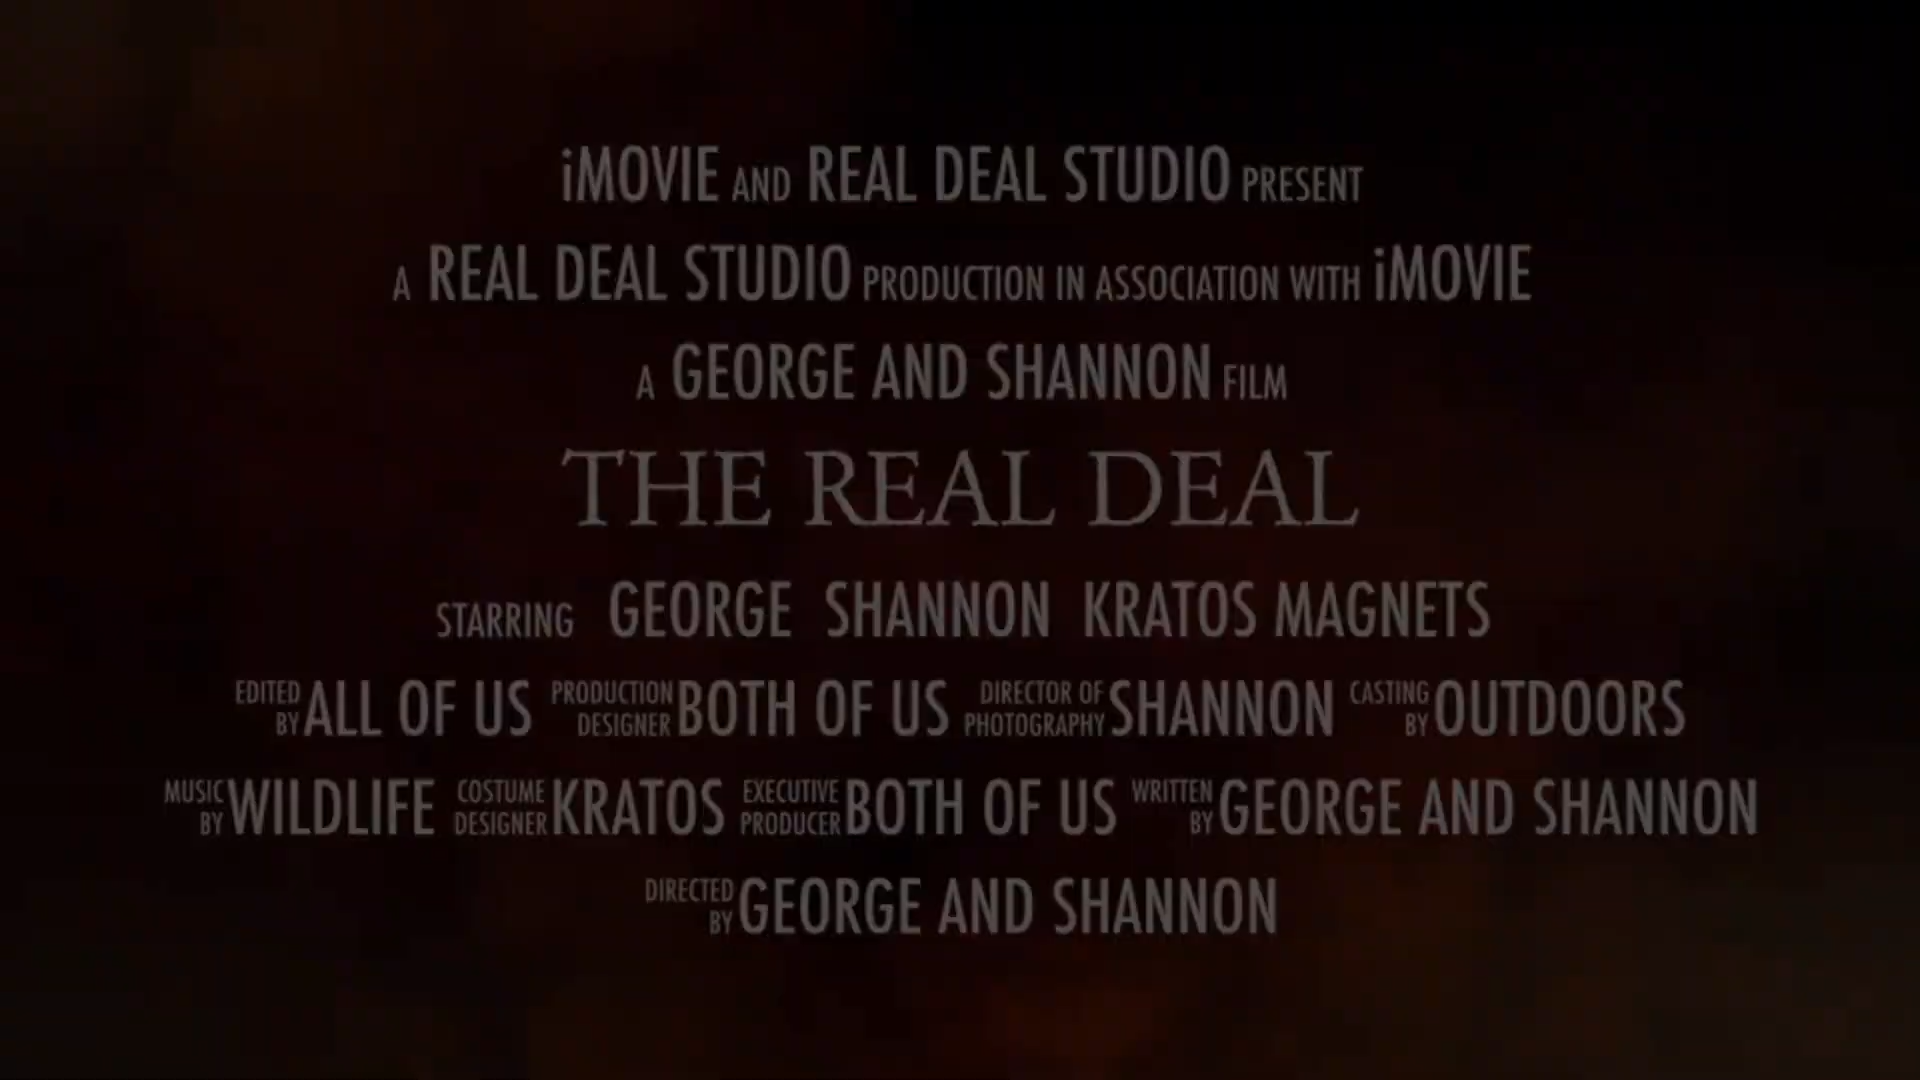 iMOVIE AND REAL DEAL STUDIO PRESENT
A REAL DEAL STUDIO PRODUCTION IN ASSOCIATION WITH iMOVIE
A GEORGE AND SHANNON FILM
THE REAL DEAL
STARRING GEORGE SHANNON KRATOS MAGNETS
EDITED BY ALL OF US PRODUCTION DESIGNER BOTH OF US DIRECTOR OF PHOTOGRAPHY SHANNON CASTING BY OUTDOORS
MUSIC BY WILDLIFE COSTUME DESIGNER KRATOS EXECUTIVE PRODUCER BOTH OF US WRITTEN BY GEORGE AND SHANNON
DIRECTED BY GEORGE AND SHANNON